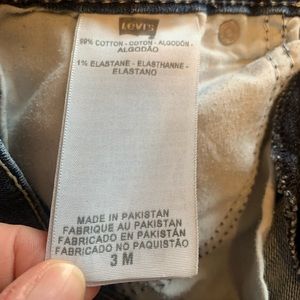 Levi's
99% COTTON - COTON - ALGODÓN -
ALGODÃO
1% ELASTANE - ELASTHANNE -
ELASTANO
MADE IN PAKISTAN
FABRIQUE AU PAKISTAN
FABRICADO EN PAKISTÁN
FABRICADO NO PAQUISTÃO
3 M